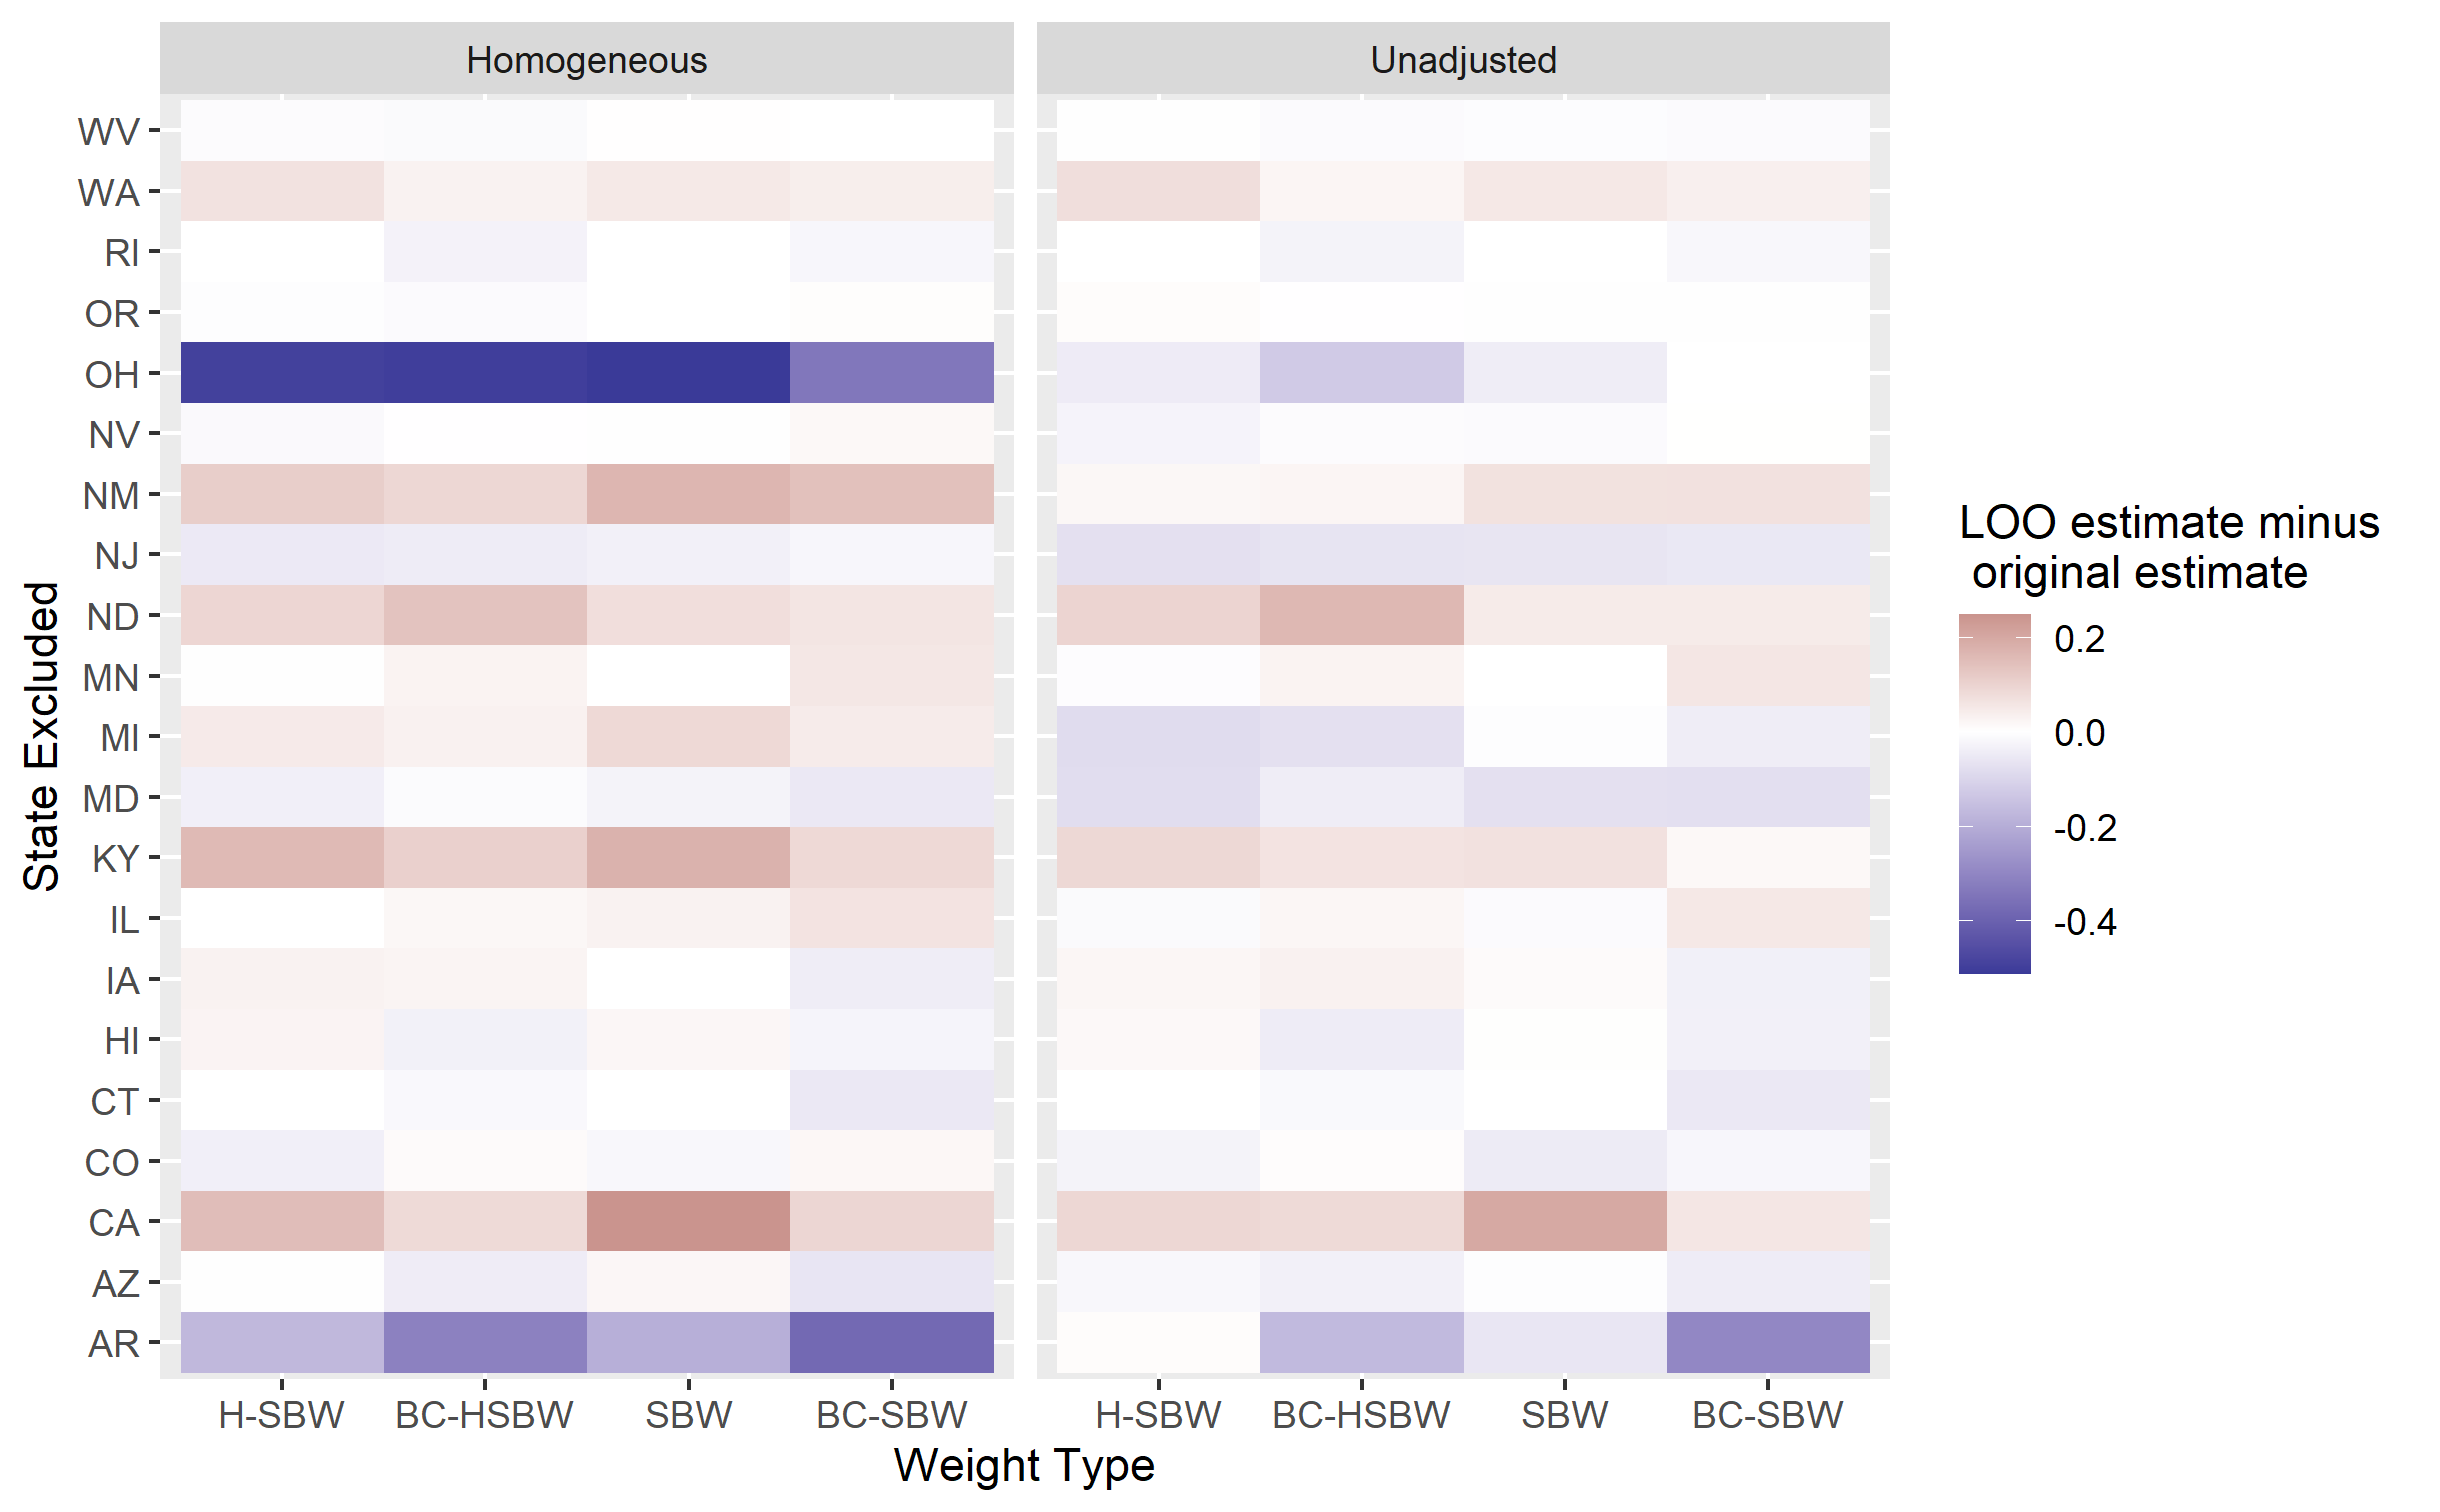 Homogeneous
Unadjusted
WV
WA
RI
OR
OH
NV
NM
NJ
ND
MN
MI
MD
KY
IL
IA
HI
CT
CO
CA
AZ
AR
State Excluded
H-SBW BC-HSBW SBW BC-SBW
H-SBW BC-HSBW SBW BC-SBW
Weight Type
LOO estimate minus
original estimate
0.2
0.0
-0.2
-0.4